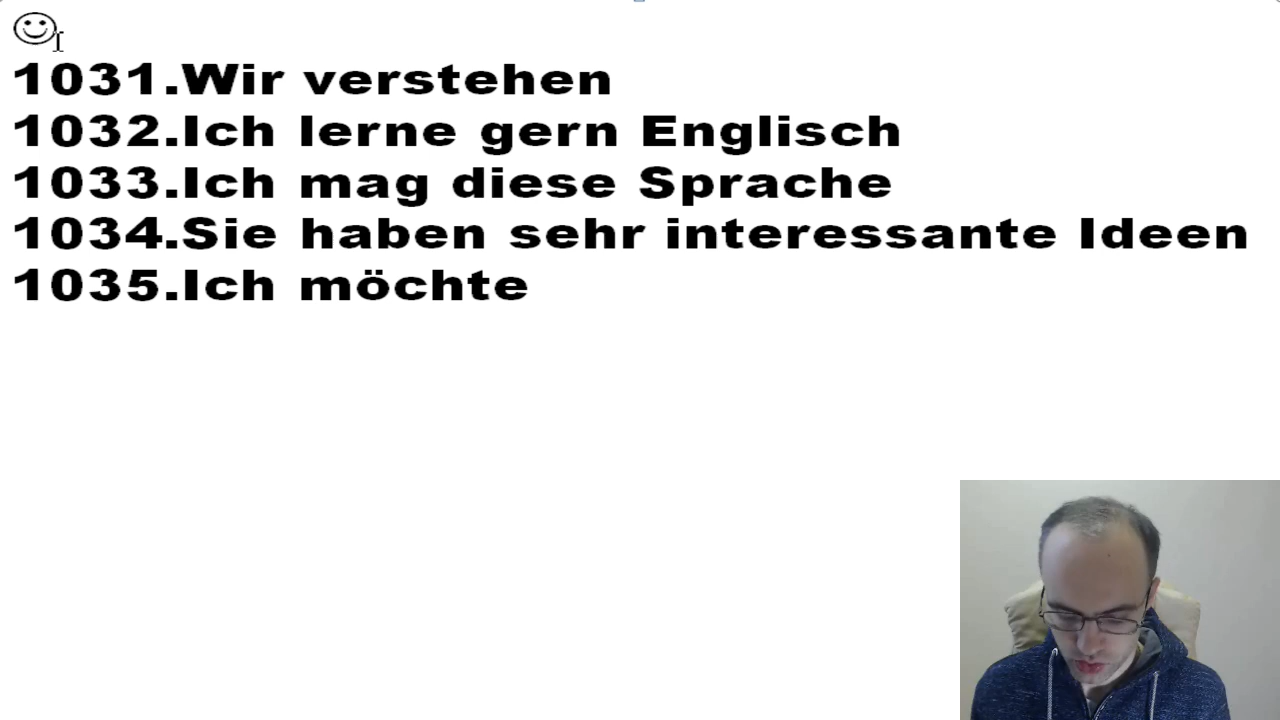 1031.Wir verstehen
1032.Ich lerne gern Englisch
1033.Ich mag diese Sprache
1034.Sie haben sehr interessante Ideen
1035.Ich möchte